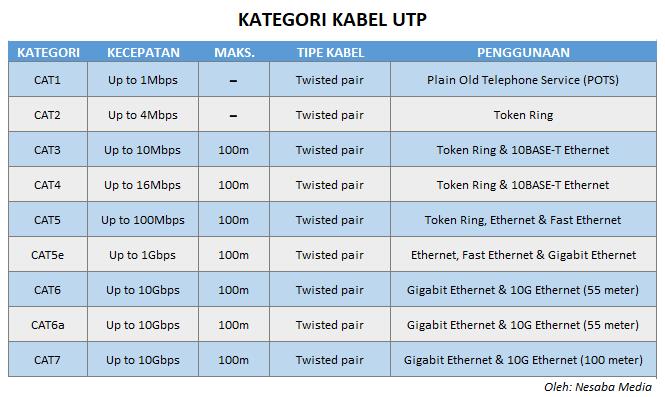 KATEGORI KABEL UTP
KATEGORI KECEPATAN MAKS. TIPE KABEL PENGGUNAAN
CAT1 Up to 1Mbps – Twisted pair Plain Old Telephone Service (POTS)
CAT2 Up to 4Mbps – Twisted pair Token Ring
CAT3 Up to 10Mbps 100m Twisted pair Token Ring & 10BASE-T Ethernet
CAT4 Up to 16Mbps 100m Twisted pair Token Ring & 10BASE-T Ethernet
CAT5 Up to 100Mbps 100m Twisted pair Token Ring, Ethernet & Fast Ethernet
CAT5e Up to 1Gbps 100m Twisted pair Ethernet, Fast Ethernet & Gigabit Ethernet
CAT6 Up to 10Gbps 100m Twisted pair Gigabit Ethernet & 10G Ethernet (55 meter)
CAT6a Up to 10Gbps 100m Twisted pair Gigabit Ethernet & 10G Ethernet (55 meter)
CAT7 Up to 10Gbps 100m Twisted pair Gigabit Ethernet & 10G Ethernet (100 meter)
Oleh: Nesaba Media